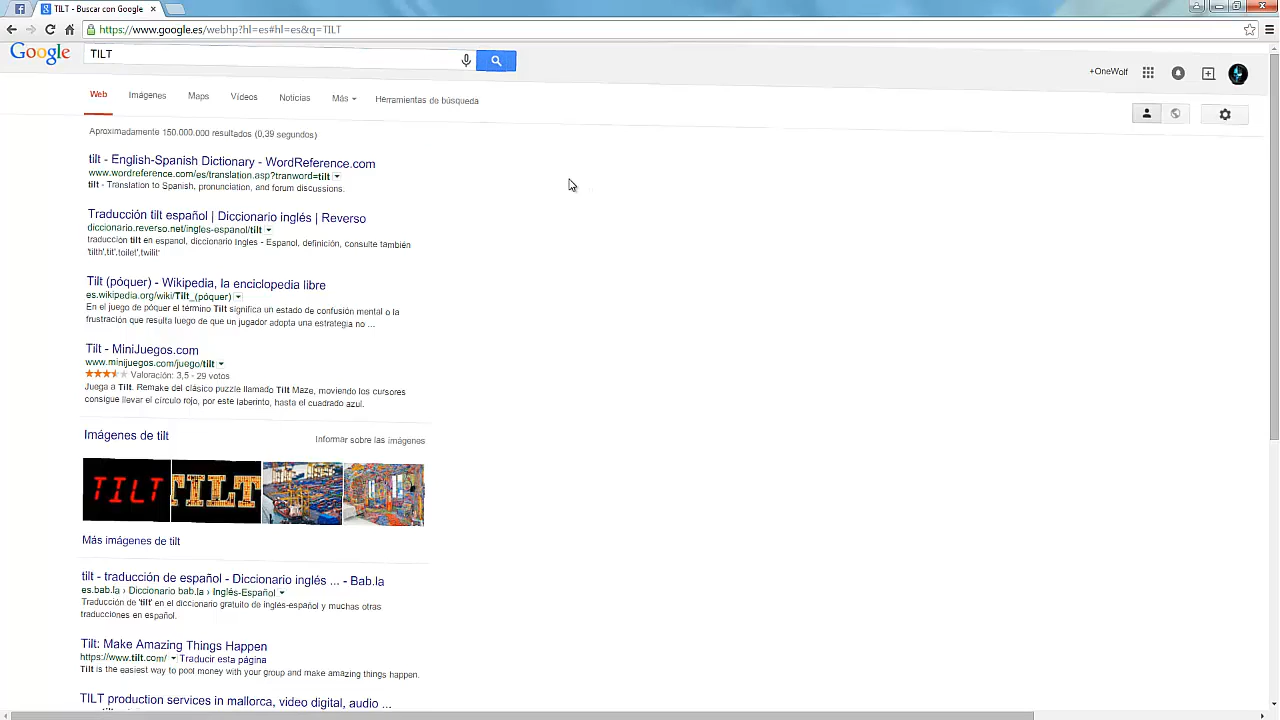 TILT - Buscar con Google
https://www.google.es/webhp?hl=es#hl=es&q=TILT
Google
TILT
+OneWolf
Web Imágenes Maps Vídeos Noticias Más Herramientas de búsqueda
Aproximadamente 150.000.000 resultados (0,39 segundos)
tilt - English-Spanish Dictionary - WordReference.com
www.wordreference.com/es/translation.asp?tranword=tilt
tilt - Translation to Spanish, pronunciation, and forum discussions.
Traducción tilt español | Diccionario inglés | Reverso
diccionario.reverso.net/ingles-espanol/tilt
traduccion tilt en espanol, diccionario Ingles - Espanol, definición, consulte también
'tilth',tit',toilet',twilit'
Tilt (póquer) - Wikipedia, la enciclopedia libre
es.wikipedia.org/wiki/Tilt_(póquer)
En el juego de póquer el término Tilt significa un estado de confusión mental o la
frustración que resulta luego de que un jugador adopta una estrategia no ...
Tilt - MiniJuegos.com
www.minijuegos.com/juego/tilt
Valoración: 3,5 - 29 votos
Juega a Tilt. Remake del clásico puzzle llamado Tilt Maze, moviendo los cursores
consigue llevar el círculo rojo, por este laberinto, hasta el cuadrado azul.
Imágenes de tilt
Informar sobre las imágenes
TILT
TILT
Más imágenes de tilt
tilt - traducción de español - Diccionario inglés ... - Bab.la
es.bab.la › Diccionario bab.la › Inglés-Español
Traducción de 'tilt' en el diccionario gratuito de inglés-español y muchas otras
traducciones en español.
Tilt: Make Amazing Things Happen
https://www.tilt.com/ Traducir esta página
Tilt is the easiest way to pool money with your group and make amazing things happen.
TILT production services in mallorca, video digital, audio ...